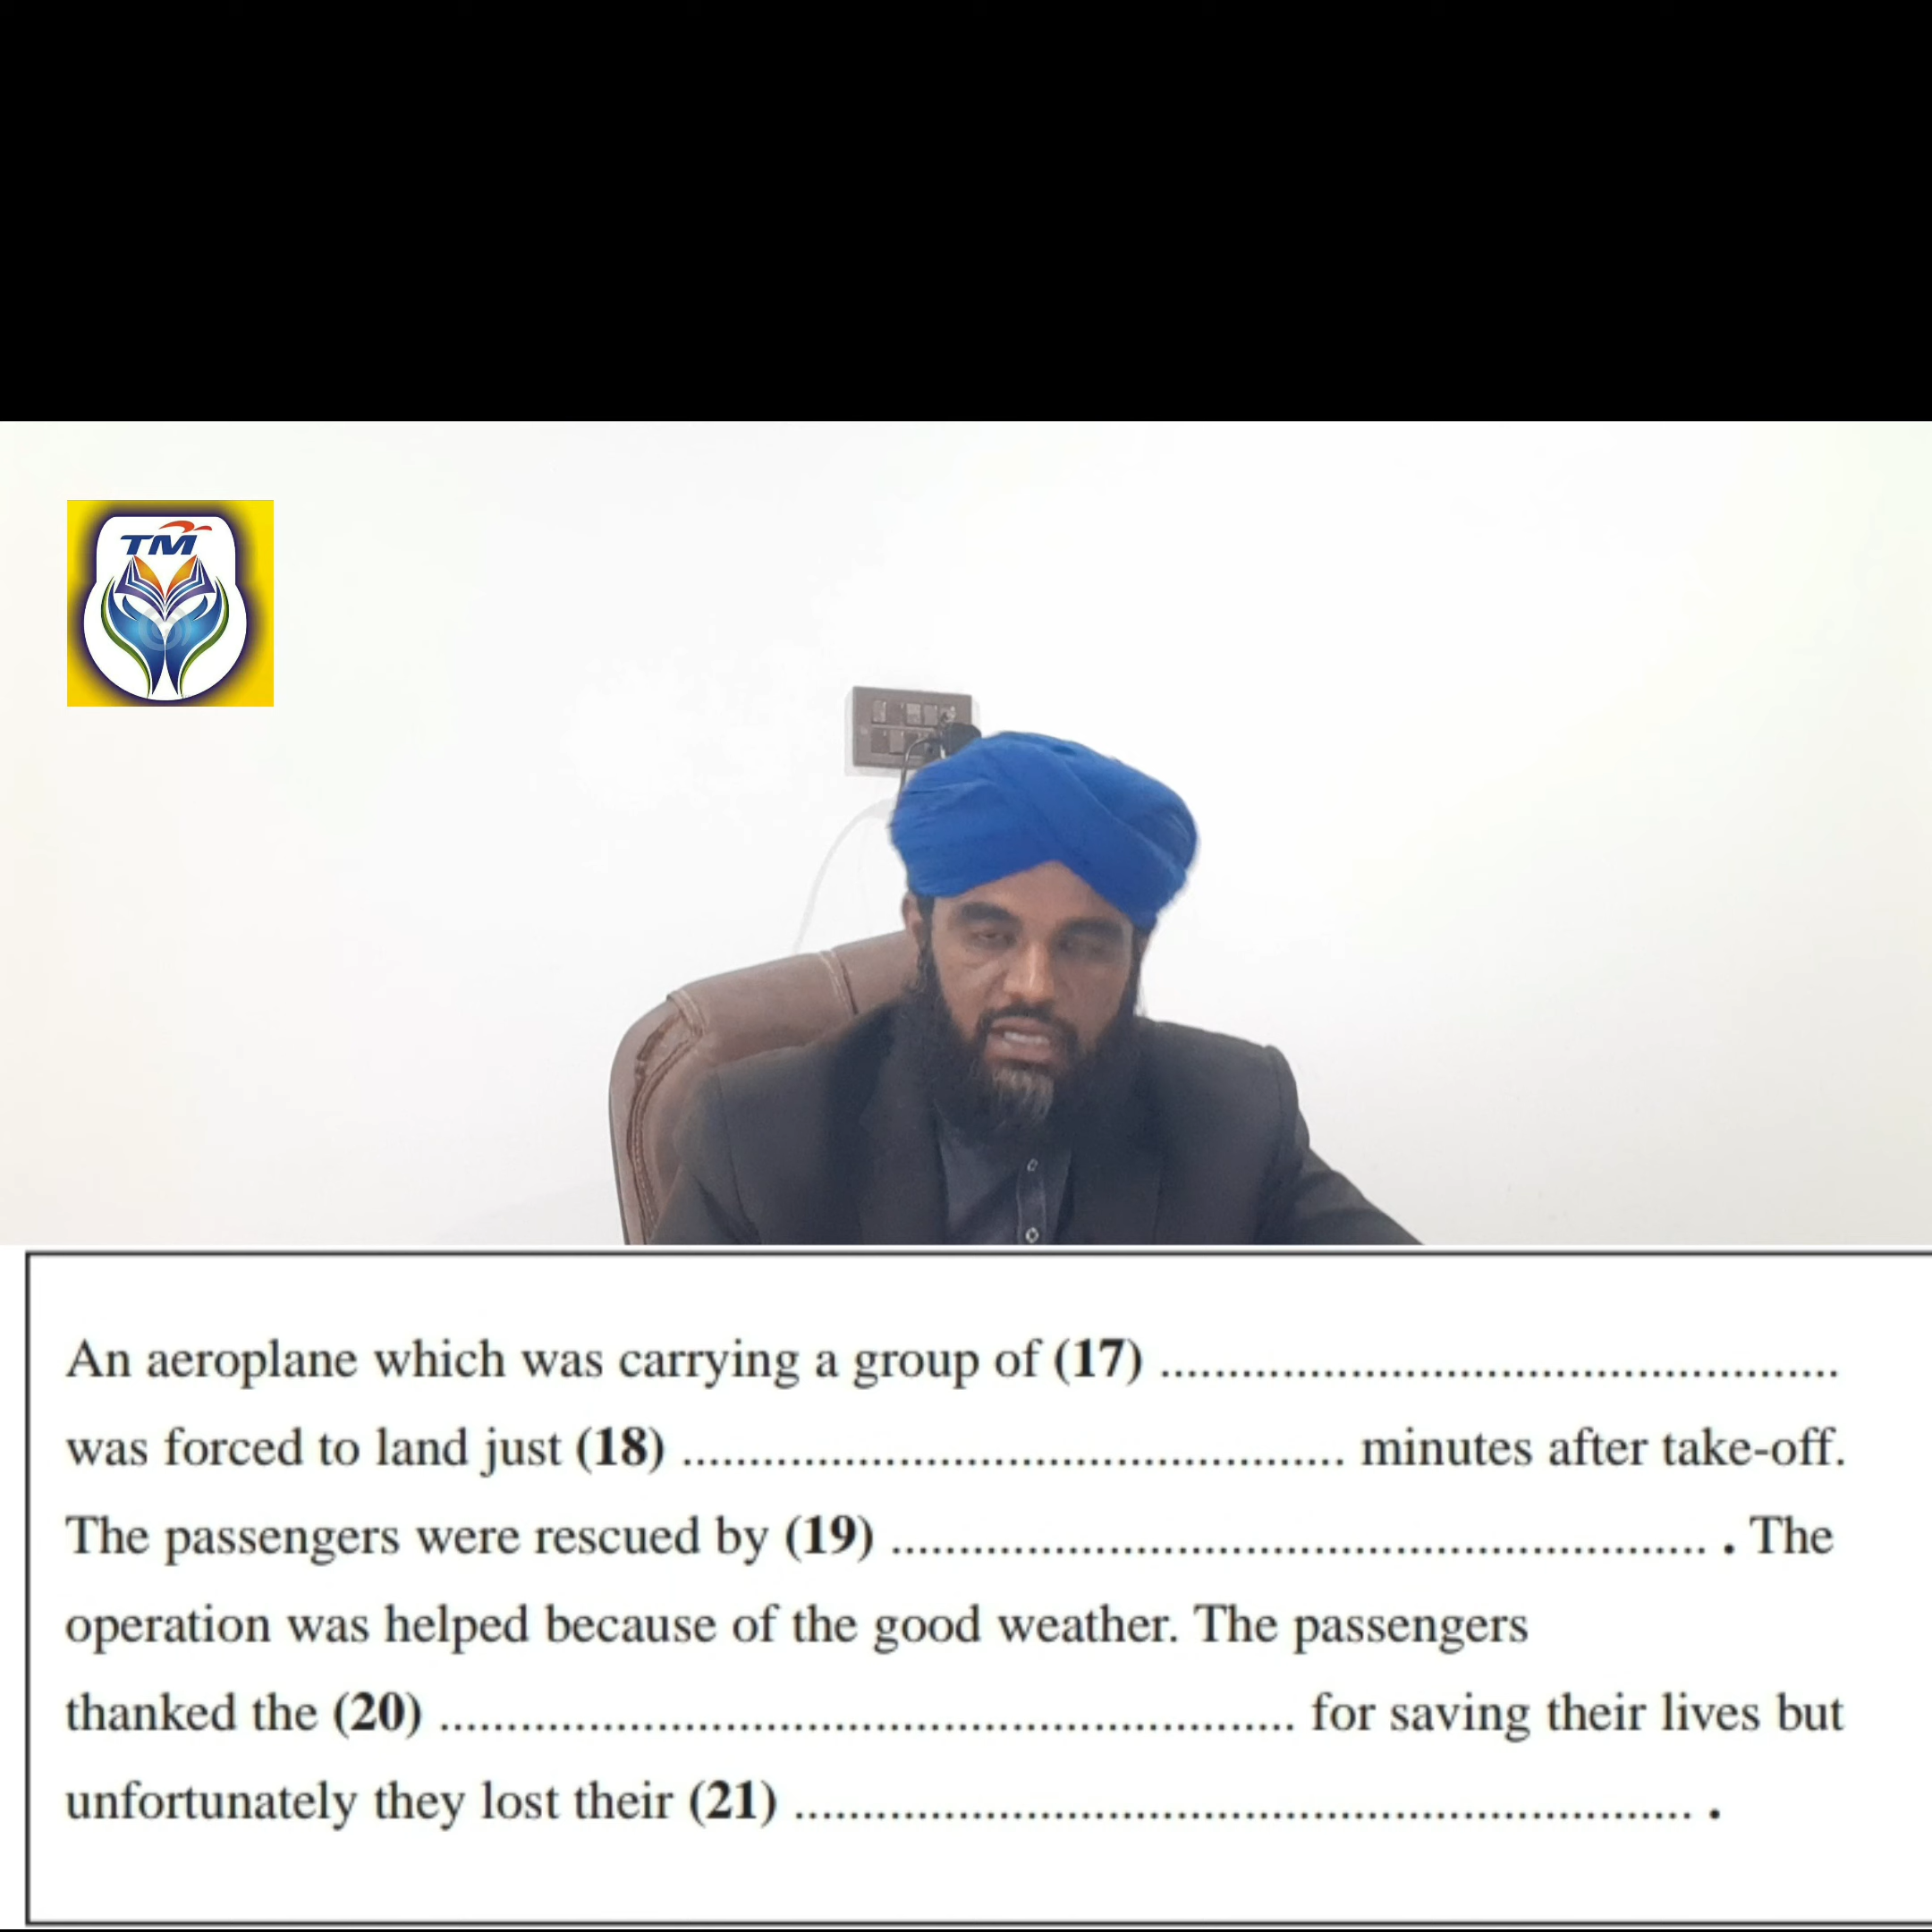 TM
An aeroplane which was carrying a group of (17) ..................................................
was forced to land just (18) ................................................. minutes after take-off.
The passengers were rescued by (19) ............................................................ . The
operation was helped because of the good weather. The passengers
thanked the (20) ............................................................... for saving their lives but
unfortunately they lost their (21) .................................................................. .